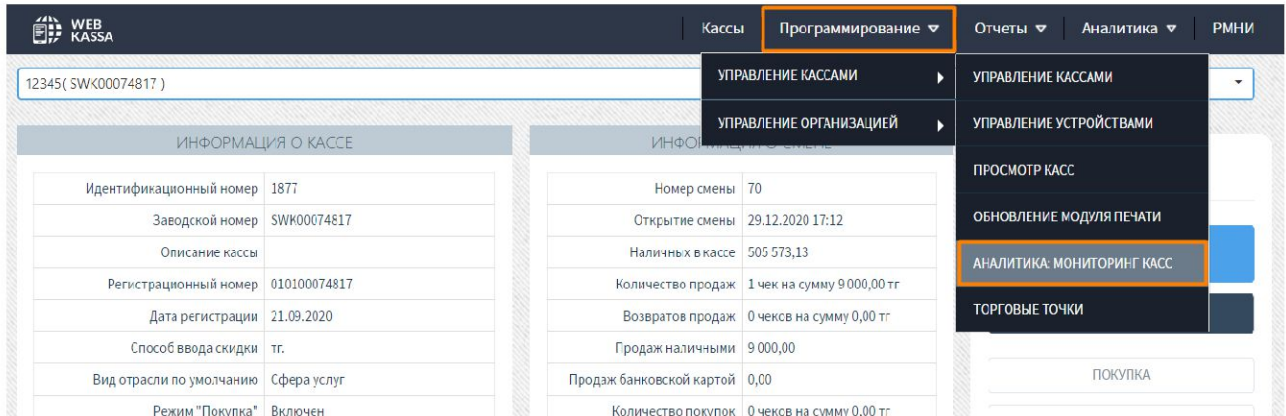 WEB
KASSA
Кассы Программирование Отчеты Аналитика РМНИ
12345( SWK00074817 )
УПРАВЛЕНИЕ КАССАМИ
УПРАВЛЕНИЕ ОРГАНИЗАЦИЕЙ
УПРАВЛЕНИЕ КАССАМИ
УПРАВЛЕНИЕ УСТРОЙСТВАМИ
ПРОСМОТР КАСС
ОБНОВЛЕНИЕ МОДУЛЯ ПЕЧАТИ
АНАЛИТИКА: МОНИТОРИНГ КАСС
ТОРГОВЫЕ ТОЧКИ
ИНФОРМАЦИЯ О КАССЕ
Идентификационный номер 1877
Заводской номер SWK00074817
Описание кассы
Регистрационный номер 010100074817
Дата регистрации 21.09.2020
Способ ввода скидки тг.
Вид отрасли по умолчанию Сфера услуг
Режим "Покупка" Включен
ИНФОРМАЦИЯ О СМЕНЕ
Номер смены 70
Открытие смены 29.12.2020 17:12
Наличных в кассе 505 573,13
Количество продаж 1 чек на сумму 9 000,00 тг
Возвратов продаж 0 чеков на сумму 0,00 тг
Продаж наличными 9 000,00
Продаж банковской картой 0,00
Количество покупок 0 чеков на сумму 0,00 тг
ПОКУПКА